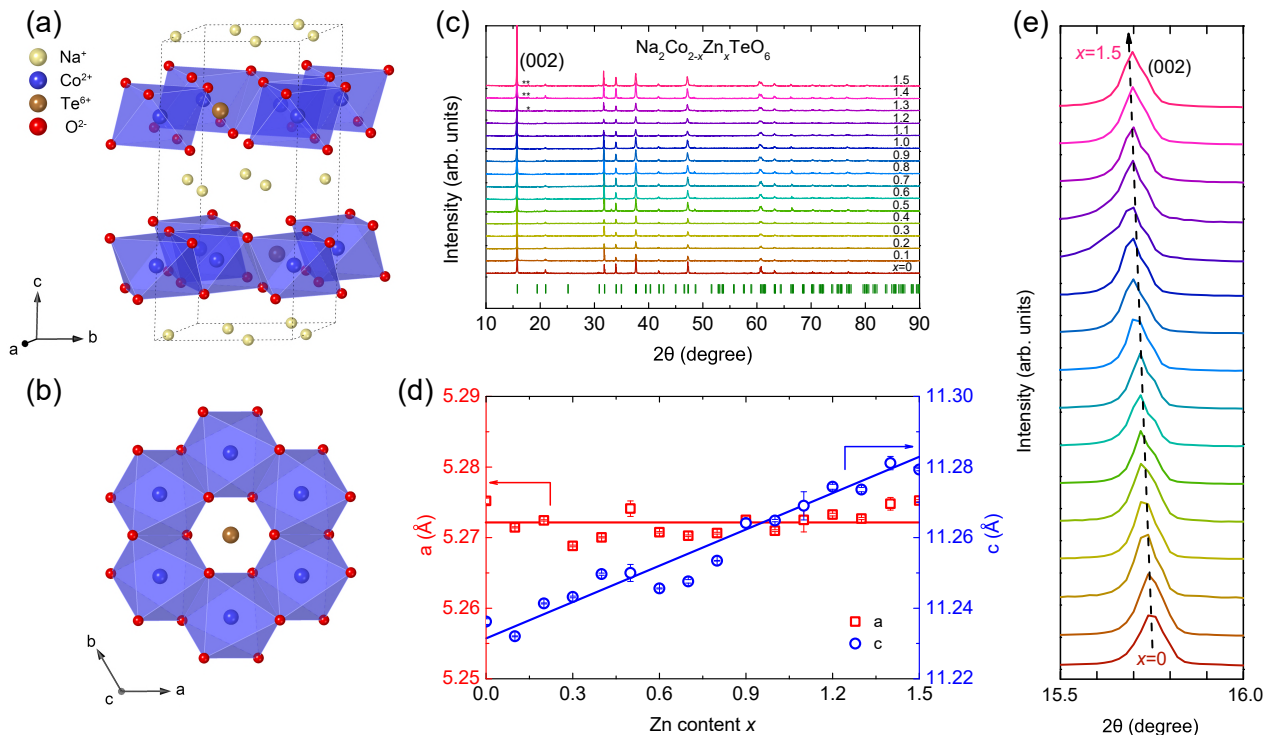 (a)
Na⁺
Co²⁺
Te⁶⁺
O²⁻
c
a
b
(b)
b
c
a
(c)
Na₂Co₂₋ₓZnₓTeO₆
(002)
** 1.5
** 1.4
* 1.3
1.2
1.1
1.0
0.9
0.8
0.7
0.6
0.5
0.4
0.3
0.2
0.1
x=0
Intensity (arb. units)
10 20 30 40 50 60 70 80 90
2θ (degree)
(d)
5.29
5.28
5.27
5.26
5.25
a (Å)
11.30
11.28
11.26
11.24
11.22
c (Å)
a
c
0.0 0.3 0.6 0.9 1.2 1.5
Zn content x
(e)
x=1.5
(002)
x=0
Intensity (arb. units)
15.5 16.0
2θ (degree)